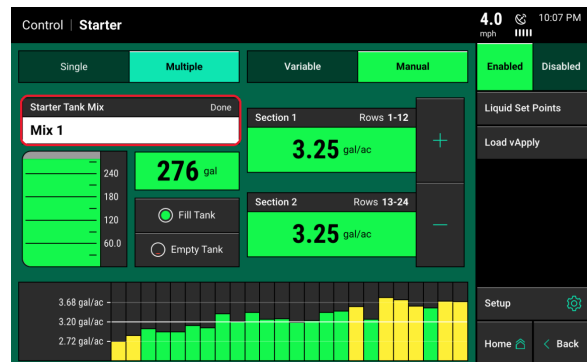 Control | Starter
4.0 mph
10:07 PM
Single
Multiple
Variable
Manual
Enabled
Disabled
Starter Tank Mix Done
Mix 1
Section 1 Rows 1-12
3.25 gal/ac
+
Liquid Set Points
Load vApply
240
180
120
60.0
276 gal
Fill Tank
Empty Tank
Section 2 Rows 13-24
3.25 gal/ac
−
3.68 gal/ac
3.20 gal/ac
2.72 gal/ac
Setup
Home
< Back